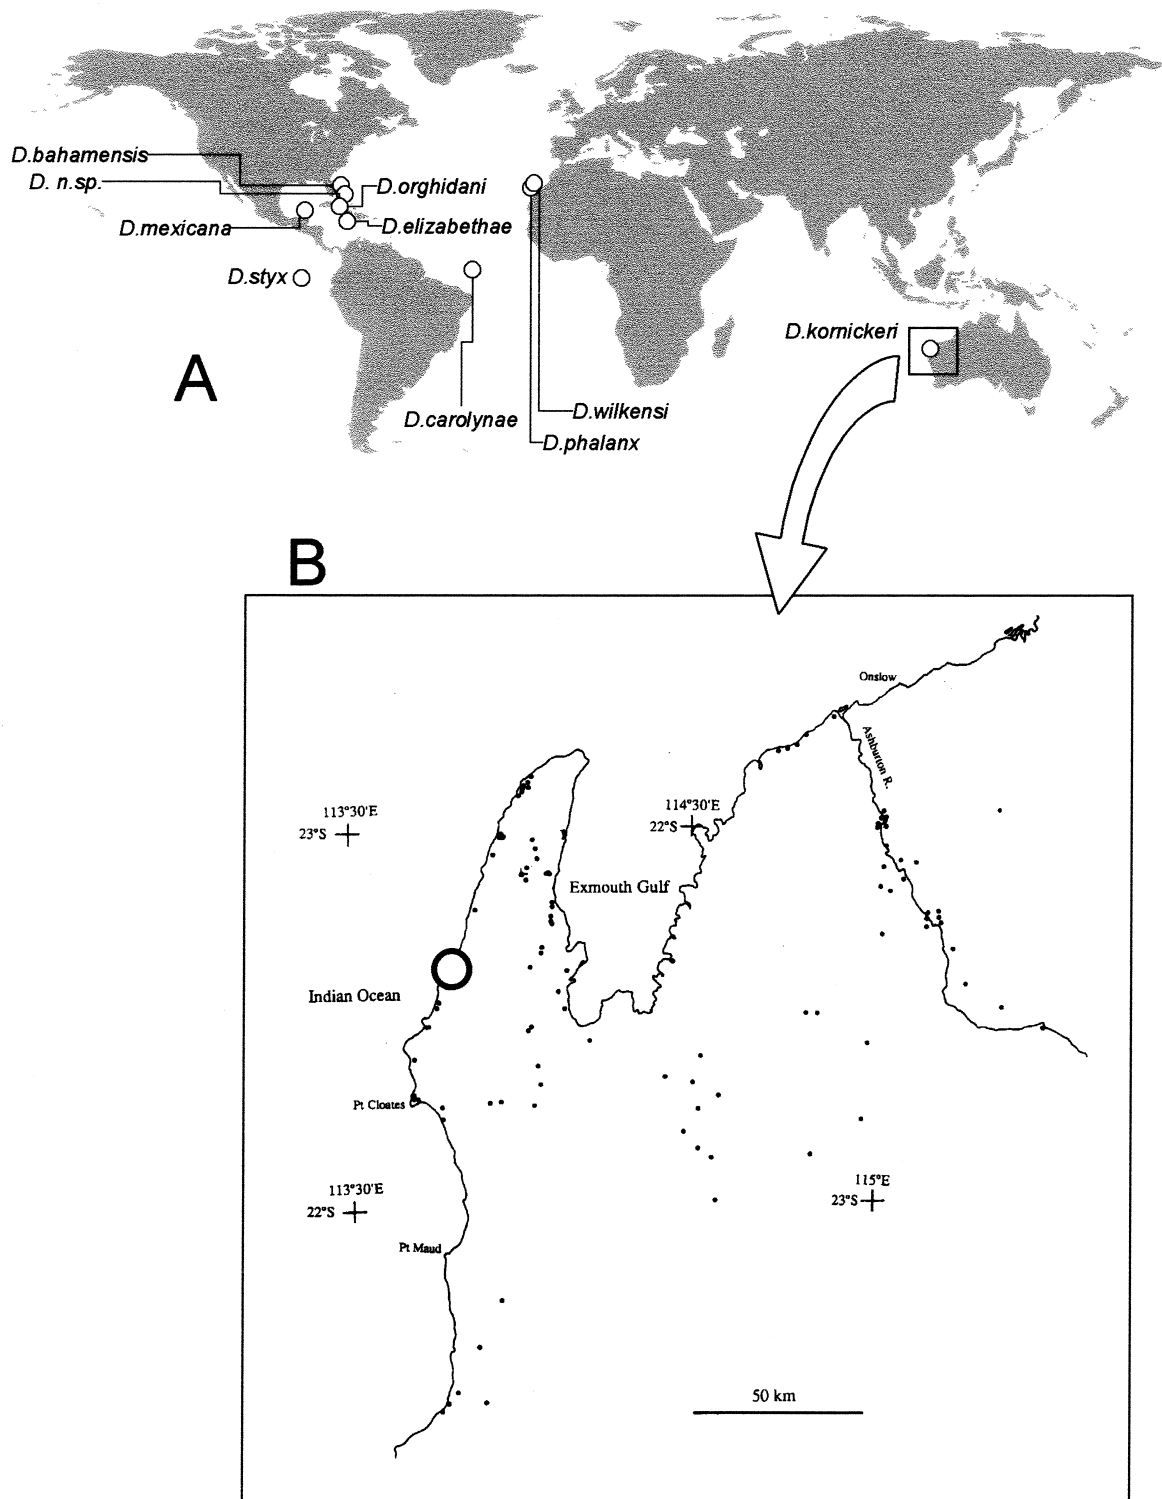 D.bahamensis
D. n.sp.
D.orghidani
D.mexicana
D.elizabethae
D.styx
D.kornickeri
A
D.carolynae
D.wilkensi
D.phalanx
B
Onslow
Ashburton R.
113°30'E
23°S
114°30'E
22°S
Exmouth Gulf
Indian Ocean
Pt Cloates
113°30'E
22°S
115°E
23°S
Pt Maud
50 km